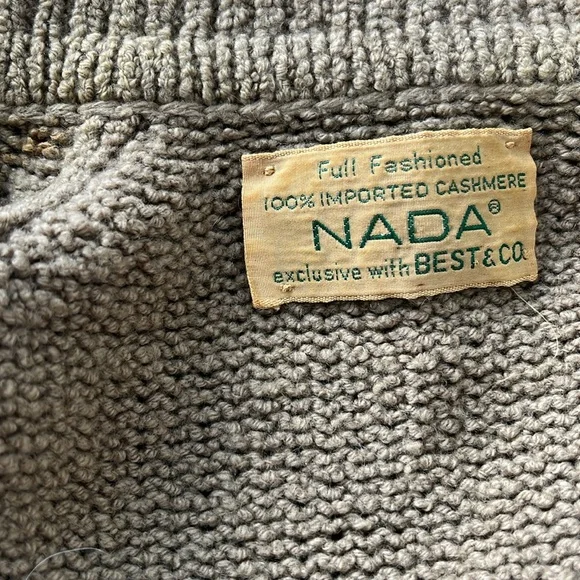 Full Fashioned
100% IMPORTED CASHMERE
NADA®
exclusive with BEST & CO.